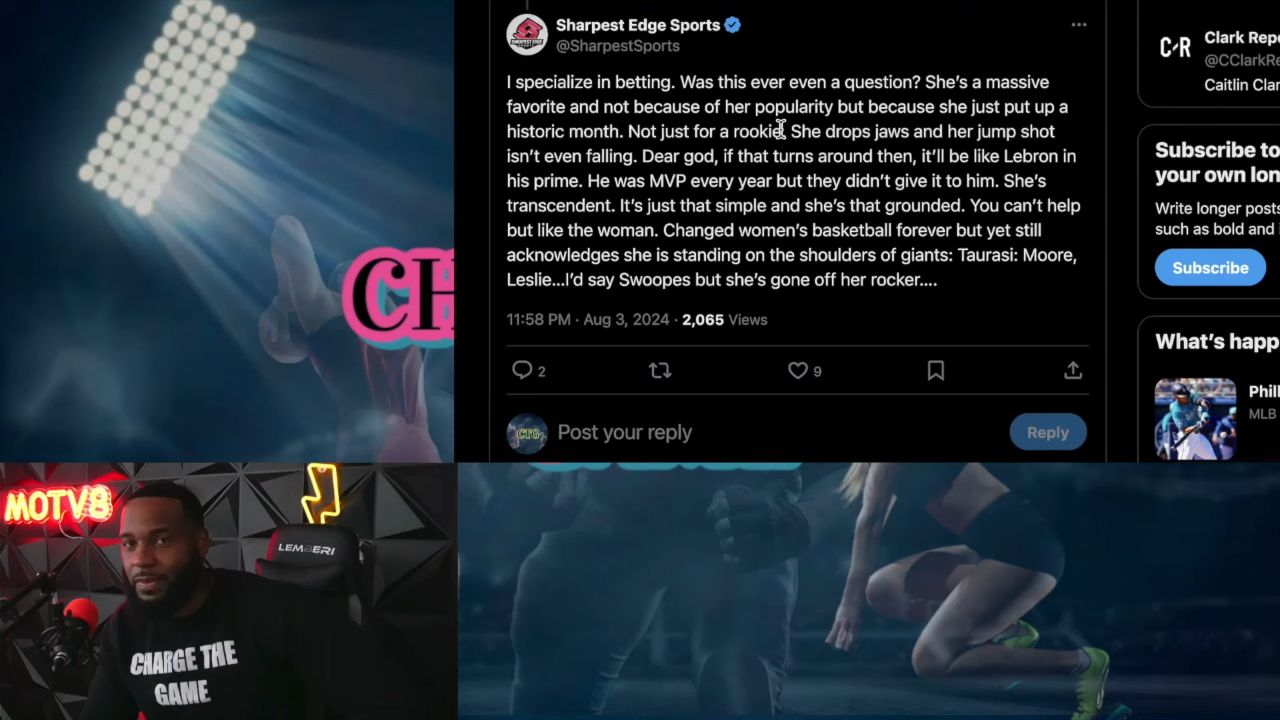 Sharpest Edge Sports
@SharpestSports
I specialize in betting. Was this ever even a question? She's a massive
favorite and not because of her popularity but because she just put up a
historic month. Not just for a rookie. She drops jaws and her jump shot
isn't even falling. Dear god, if that turns around then, it'll be like Lebron in
his prime. He was MVP every year but they didn't give it to him. She's
transcendent. It's just that simple and she's that grounded. You can't help
but like the woman. Changed women's basketball forever but yet still
acknowledges she is standing on the shoulders of giants: Taurasi: Moore,
Leslie...I'd say Swoopes but she's gone off her rocker....
11:58 PM · Aug 3, 2024 · 2,065 Views
2
9
CTG
Post your reply
Reply
C/R
Clark Repo
@CClarkRe
Caitlin Clar
Subscribe to
your own lon
Write longer posts
such as bold and i
Subscribe
What's happ
Phill
MLB
CH
MOTV8
LEMBERI
CHARGE THE
GAME